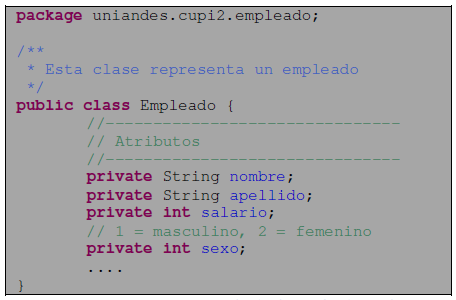 package uniandes.cupi2.empleado;
/**
* Esta clase representa un empleado
*/
public class Empleado {
//-------------------------------
// Atributos
//-------------------------------
private String nombre;
private String apellido;
private int salario;
// 1 = masculino, 2 = femenino
private int sexo;
....
}